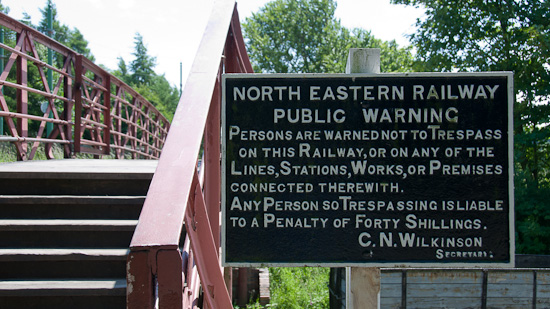 NORTH EASTERN RAILWAY
PUBLIC WARNING
PERSONS ARE WARNED NOT TO TRESPASS
ON THIS RAILWAY, OR ON ANY OF THE
LINES, STATIONS, WORKS, OR PREMISES
CONNECTED THEREWITH.
ANY PERSON SO TRESPASSING IS LIABLE
TO A PENALTY OF FORTY SHILLINGS.
C. N. WILKINSON
SECRETARY.